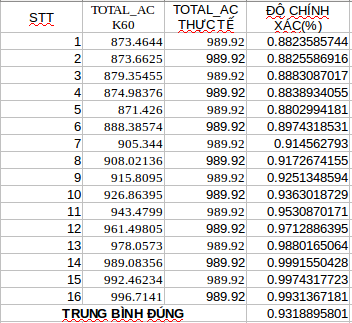 STT TOTAL_AC K60 TOTAL_AC THỰC TẾ ĐỘ CHÍNH XÁC(%)
1 873.4644 989.92 0.8823585744
2 873.6625 989.92 0.8825586916
3 879.35455 989.92 0.8883087017
4 874.98376 989.92 0.8838934055
5 871.426 989.92 0.8802994181
6 888.38574 989.92 0.8974318531
7 905.344 989.92 0.914562793
8 908.02136 989.92 0.9172674155
9 915.8095 989.92 0.9251348594
10 926.86395 989.92 0.9363018729
11 943.4799 989.92 0.9530870171
12 961.49805 989.92 0.9712886395
13 978.0573 989.92 0.9880165064
14 989.08356 989.92 0.9991550428
15 992.46234 989.92 0.9974317723
16 996.7141 989.92 0.9931367181
TRUNG BÌNH ĐÚNG 0.9318895801